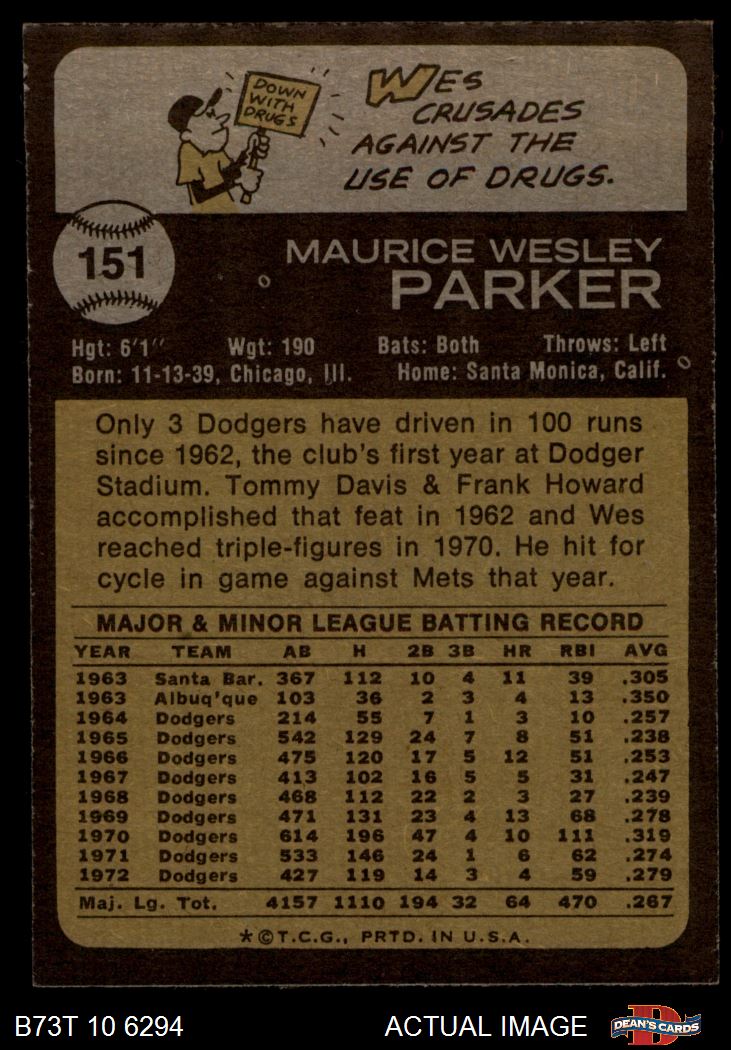 DOWN
WITH
DRUGS
WES
CRUSADES
AGAINST THE
USE OF DRUGS.
151
MAURICE WESLEY
PARKER
Hgt: 6'1" Wgt: 190 Bats: Both Throws: Left
Born: 11-13-39, Chicago, Ill. Home: Santa Monica, Calif.
Only 3 Dodgers have driven in 100 runs
since 1962, the club's first year at Dodger
Stadium. Tommy Davis & Frank Howard
accomplished that feat in 1962 and Wes
reached triple-figures in 1970. He hit for
cycle in game against Mets that year.
MAJOR & MINOR LEAGUE BATTING RECORD
YEAR TEAM AB H 2B 3B HR RBI AVG
1963 Santa Bar. 367 112 10 4 11 39 .305
1963 Albuq'que 103 36 2 3 4 13 .350
1964 Dodgers 214 55 7 1 3 10 .257
1965 Dodgers 542 129 24 7 8 51 .238
1966 Dodgers 475 120 17 5 12 51 .253
1967 Dodgers 413 102 16 5 5 31 .247
1968 Dodgers 468 112 22 2 3 27 .239
1969 Dodgers 471 131 23 4 13 68 .278
1970 Dodgers 614 196 47 4 10 111 .319
1971 Dodgers 533 146 24 1 6 62 .274
1972 Dodgers 427 119 14 3 4 59 .279
Maj. Lg. Tot. 4157 1110 194 32 64 470 .267
*©T.C.G., PRTD. IN U.S.A.
B73T 10 6294 ACTUAL IMAGE
D
DEAN'S CARDS